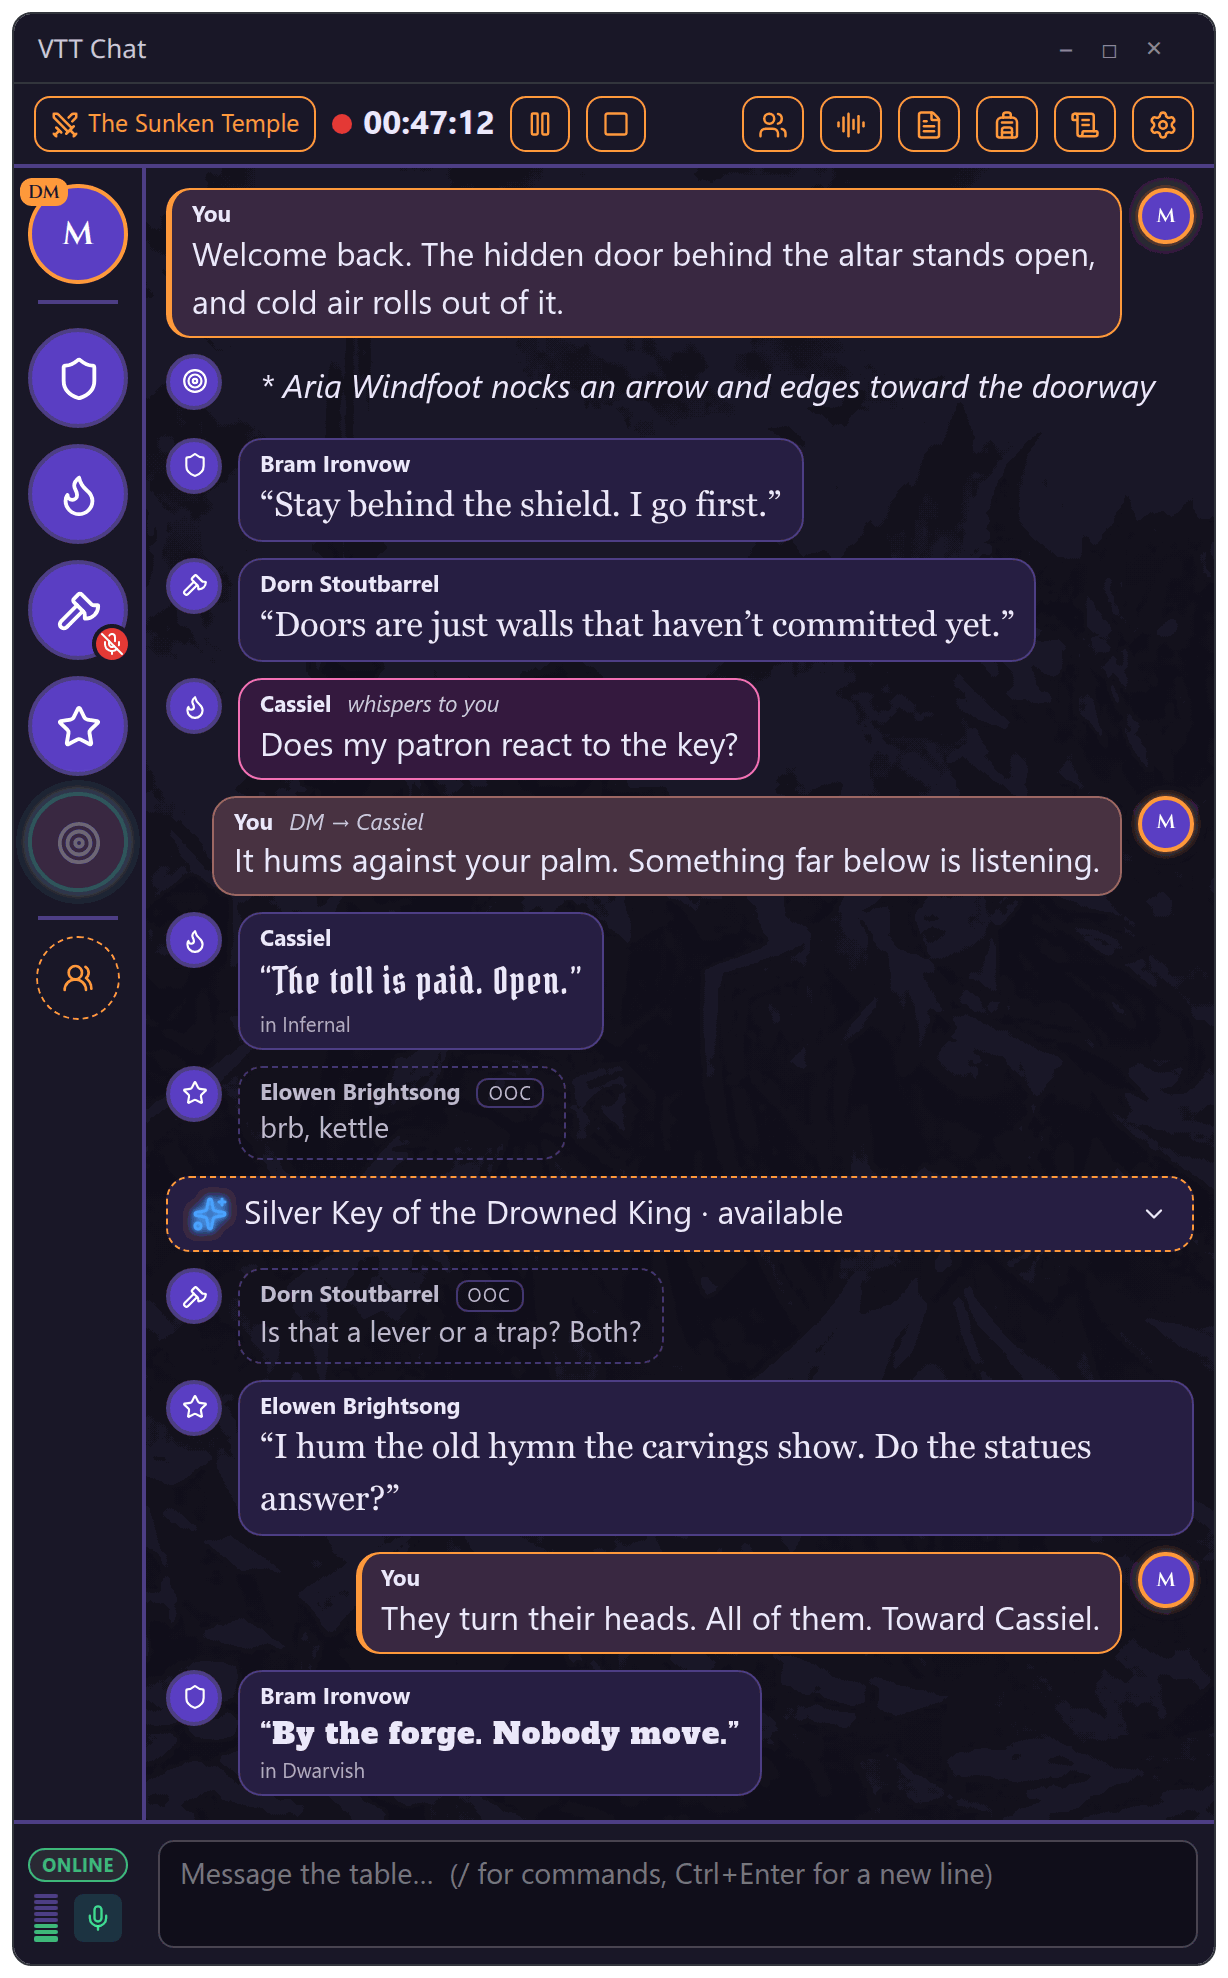 VTT Chat
The Sunken Temple
00:47:12
DM
M
You
M
Welcome back. The hidden door behind the altar stands open,
and cold air rolls out of it.
* Aria Windfoot nocks an arrow and edges toward the doorway
Bram Ironvow
“Stay behind the shield. I go first.”
Dorn Stoutbarrel
“Doors are just walls that haven’t committed yet.”
Cassiel whispers to you
Does my patron react to the key?
You DM → Cassiel
M
It hums against your palm. Something far below is listening.
Cassiel
“The toll is paid. Open.”
in Infernal
Elowen Brightsong OOC
brb, kettle
Silver Key of the Drowned King · available
Dorn Stoutbarrel OOC
Is that a lever or a trap? Both?
Elowen Brightsong
“I hum the old hymn the carvings show. Do the statues
answer?”
You
M
They turn their heads. All of them. Toward Cassiel.
Bram Ironvow
“By the forge. Nobody move.”
in Dwarvish
ONLINE
Message the table... (/ for commands, Ctrl+Enter for a new line)